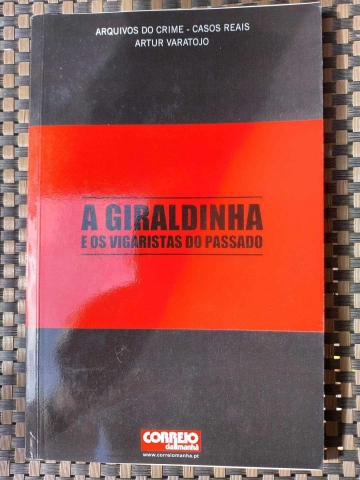 ARQUIVOS DO CRIME - CASOS REAIS
ARTUR VARATOJO
A GIRALDINHA
E OS VIGARISTAS DO PASSADO
CORREIO
da manhã
www.correiomanha.pt